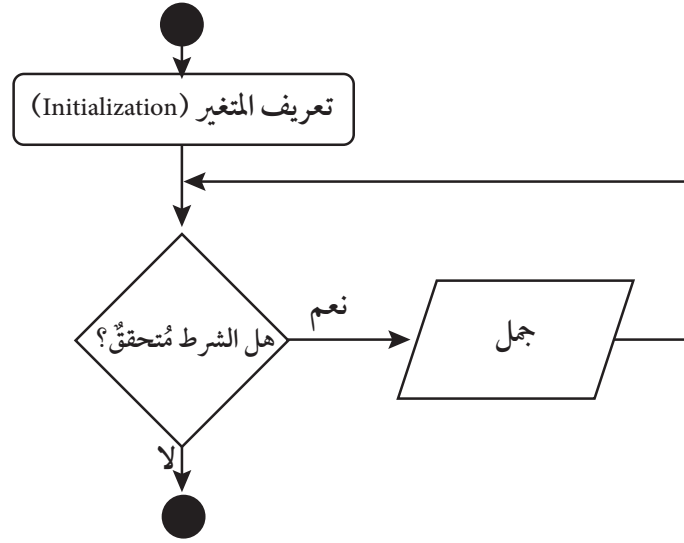 تعريف المتغير (Initialization)
هل الشرط مُتحققٌ؟
نعم
جمل
لا